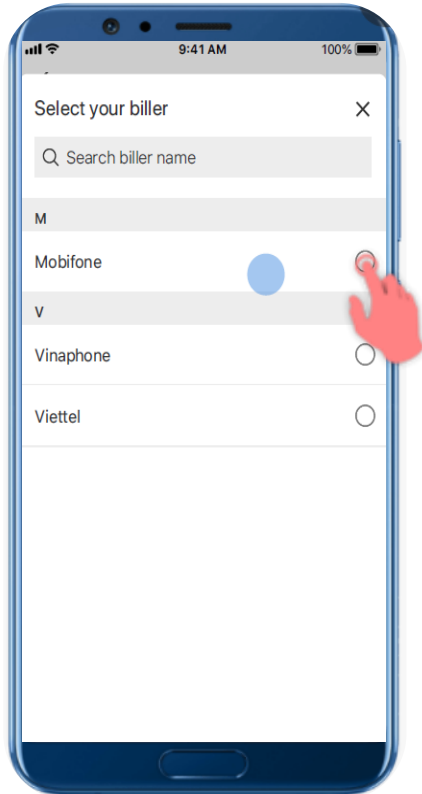 9:41 AM
100%
Select your biller
Search biller name
M
Mobifone
V
Vinaphone
Viettel